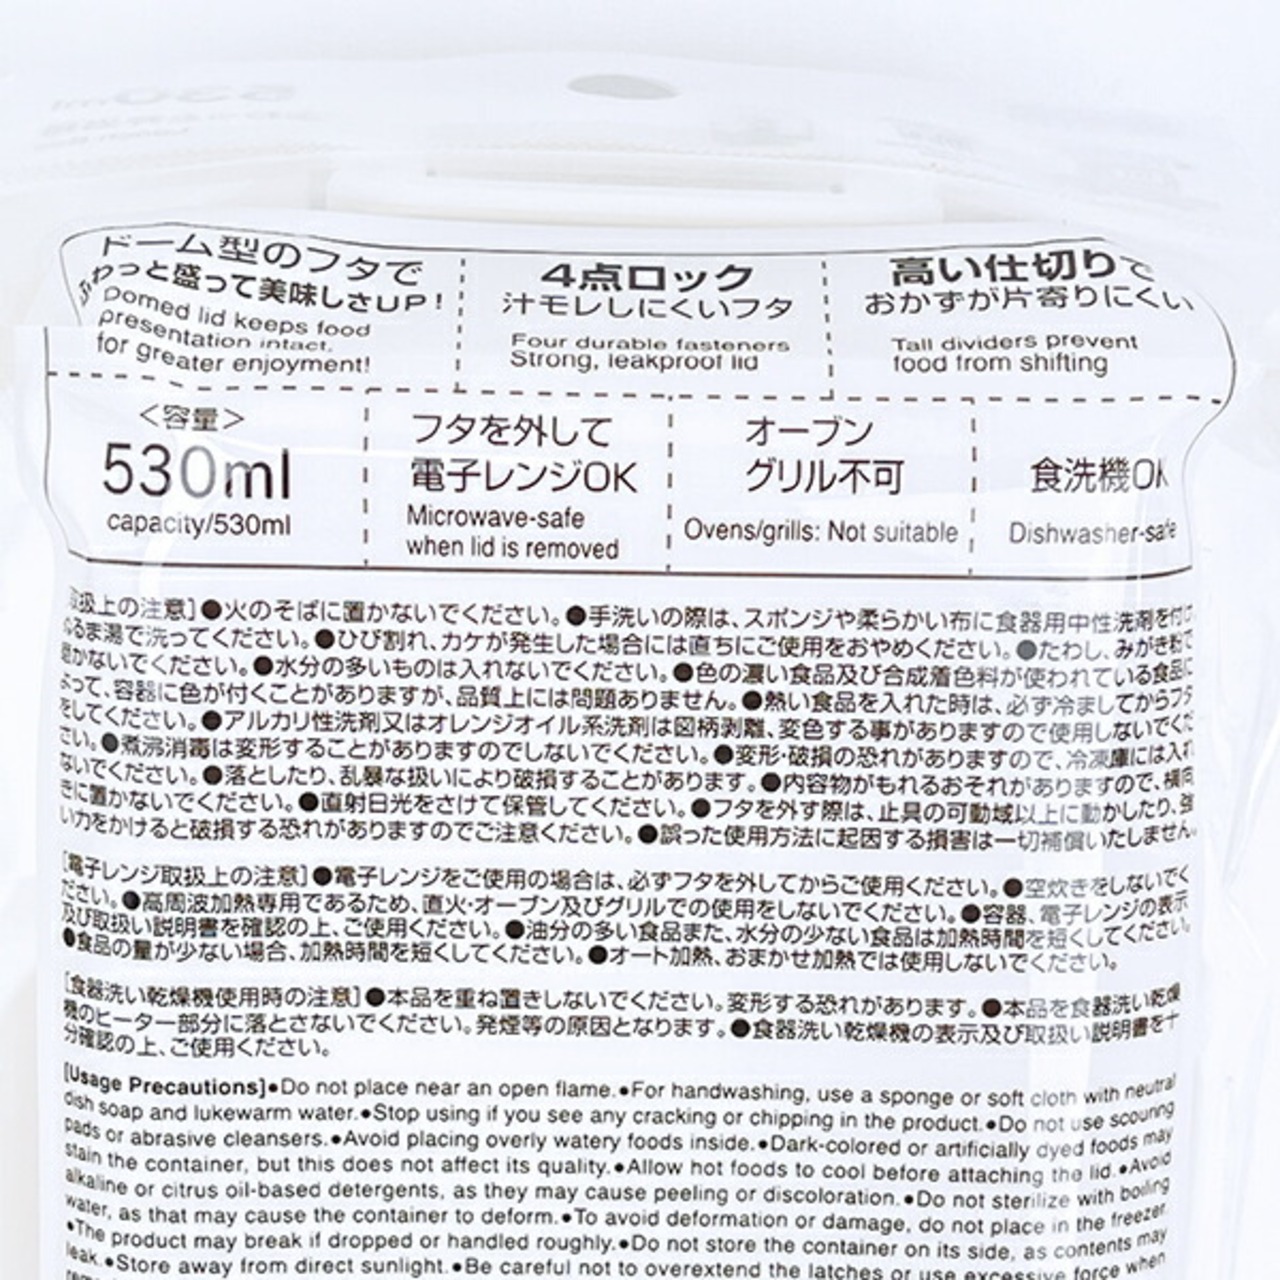 ドーム型のフタで
ふわっと盛って美味しさUP!
Domed lid keeps food
presentation intact,
for greater enjoyment!
4点ロック
汁モレしにくいフタ
Four durable fasteners
Strong, leakproof lid
高い仕切りで
おかずが片寄りにくい
Tall dividers prevent
food from shifting
<容量>
530ml
capacity/530ml
フタを外して
電子レンジOK
Microwave-safe
when lid is removed
オーブン
グリル不可
Ovens/grills: Not suitable
食洗機OK
Dishwasher-safe
取扱上の注意]●火のそばに置かないでください。●手洗いの際は、スポンジや柔らかい布に食器用中性洗剤を付け、
ぬるま湯で洗ってください。●ひび割れ、カケが発生した場合には直ちにご使用をおやめください。●たわし、みがき粉で
磨かないでください。●水分の多いものは入れないでください。●色の濃い食品及び合成着色料が使われている食品に
よって、容器に色が付くことがありますが、品質上には問題ありません。●熱い食品を入れた時は、必ず冷ましてからフタ
をしてください。●アルカリ性洗剤又はオレンジオイル系洗剤は図柄剥離、変色する事がありますので使用しないでくだ
さい。●煮沸消毒は変形することがありますのでしないでください。●変形・破損の恐れがありますので、冷凍庫には入れ
ないでください。●落としたり、乱暴な扱いにより破損することがあります。●内容物がもれるおそれがありますので、横向
きに置かないでください。●直射日光をさけて保管してください。●フタを外す際は、止具の可動域以上に動かしたり、強
い力をかけると破損する恐れがありますのでご注意ください。●誤った使用方法に起因する損害は一切補償いたしません。
[電子レンジ取扱上の注意]●電子レンジをご使用の場合は、必ずフタを外してからご使用ください。●空炊きをしないでく
ださい。●高周波加熱専用であるため、直火・オーブン及びグリルでの使用をしないでください。●容器、電子レンジの表示
及び取扱い説明書を確認の上、ご使用ください。●油分の多い食品また、水分の少ない食品は加熱時間を短くしてください。
●食品の量が少ない場合、加熱時間を短くしてください。●オート加熱、おまかせ加熱では使用しないでください。
[食器洗い乾燥機使用時の注意]●本品を重ね置きしないでください。変形する恐れがあります。●本品を食器洗い乾燥
機のヒーター部分に落とさないでください。発煙等の原因となります。●食器洗い乾燥機の表示及び取扱い説明書を十
分確認の上、ご使用ください。
[Usage Precautions]●Do not place near an open flame.●For handwashing, use a sponge or soft cloth with neutral
dish soap and lukewarm water.●Stop using if you see any cracking or chipping in the product.●Do not use scouring
pads or abrasive cleansers.●Avoid placing overly watery foods inside.●Dark-colored or artificially dyed foods may
stain the container, but this does not affect its quality.●Allow hot foods to cool before attaching the lid.●Avoid
alkaline or citrus oil-based detergents, as they may cause peeling or discoloration.●Do not sterilize with boiling
water, as that may cause the container to deform.●To avoid deformation or damage, do not place in the freezer.
●The product may break if dropped or handled roughly.●Do not store the container on its side, as contents may
leak.●Store away from direct sunlight.●Be careful not to overextend the latches or use excessive force when